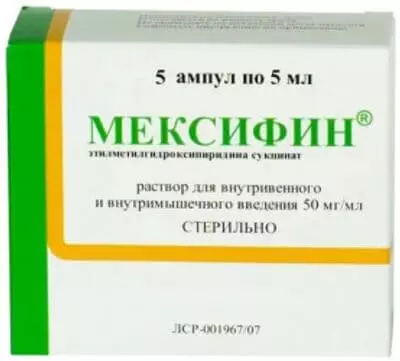 5 ампул по 5 мл
МЕКСИФИН®
этилметилгидроксипиридина сукцинат
раствор для внутривенного
и внутримышечного введения 50 мг/мл
СТЕРИЛЬНО
ЛСР-001967/07